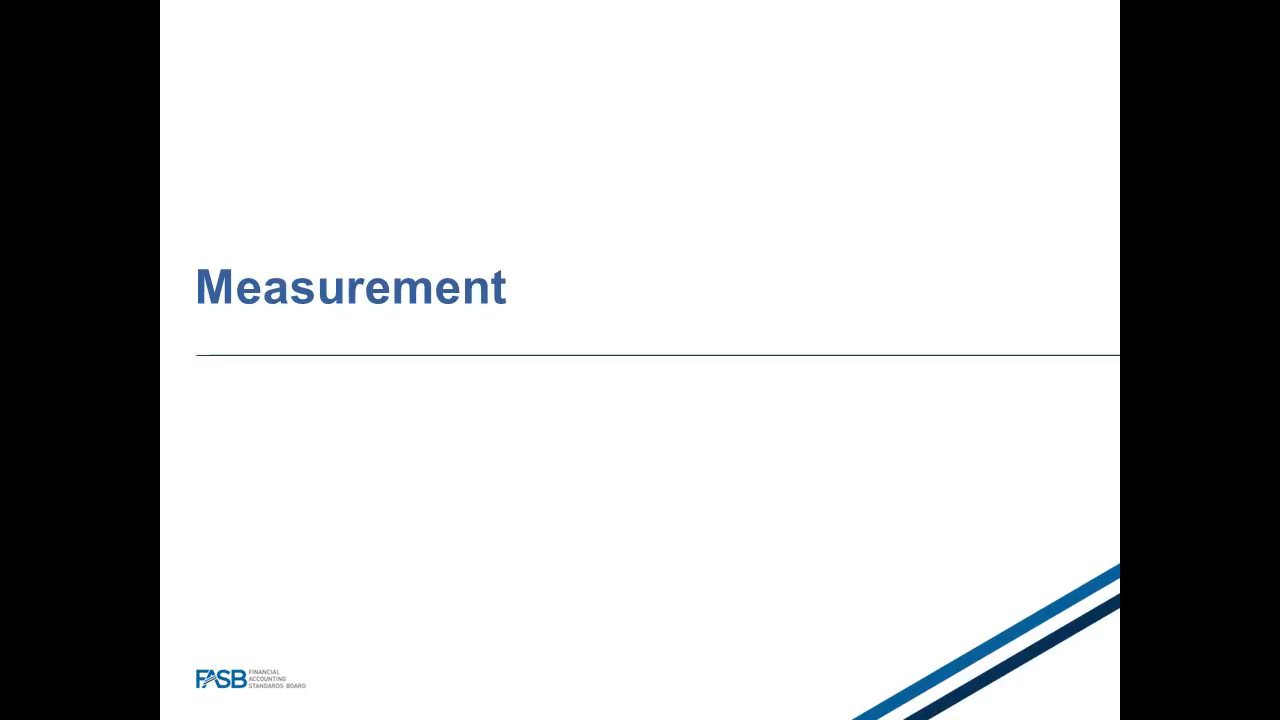 Measurement
FASB
FINANCIAL
ACCOUNTING
STANDARDS BOARD